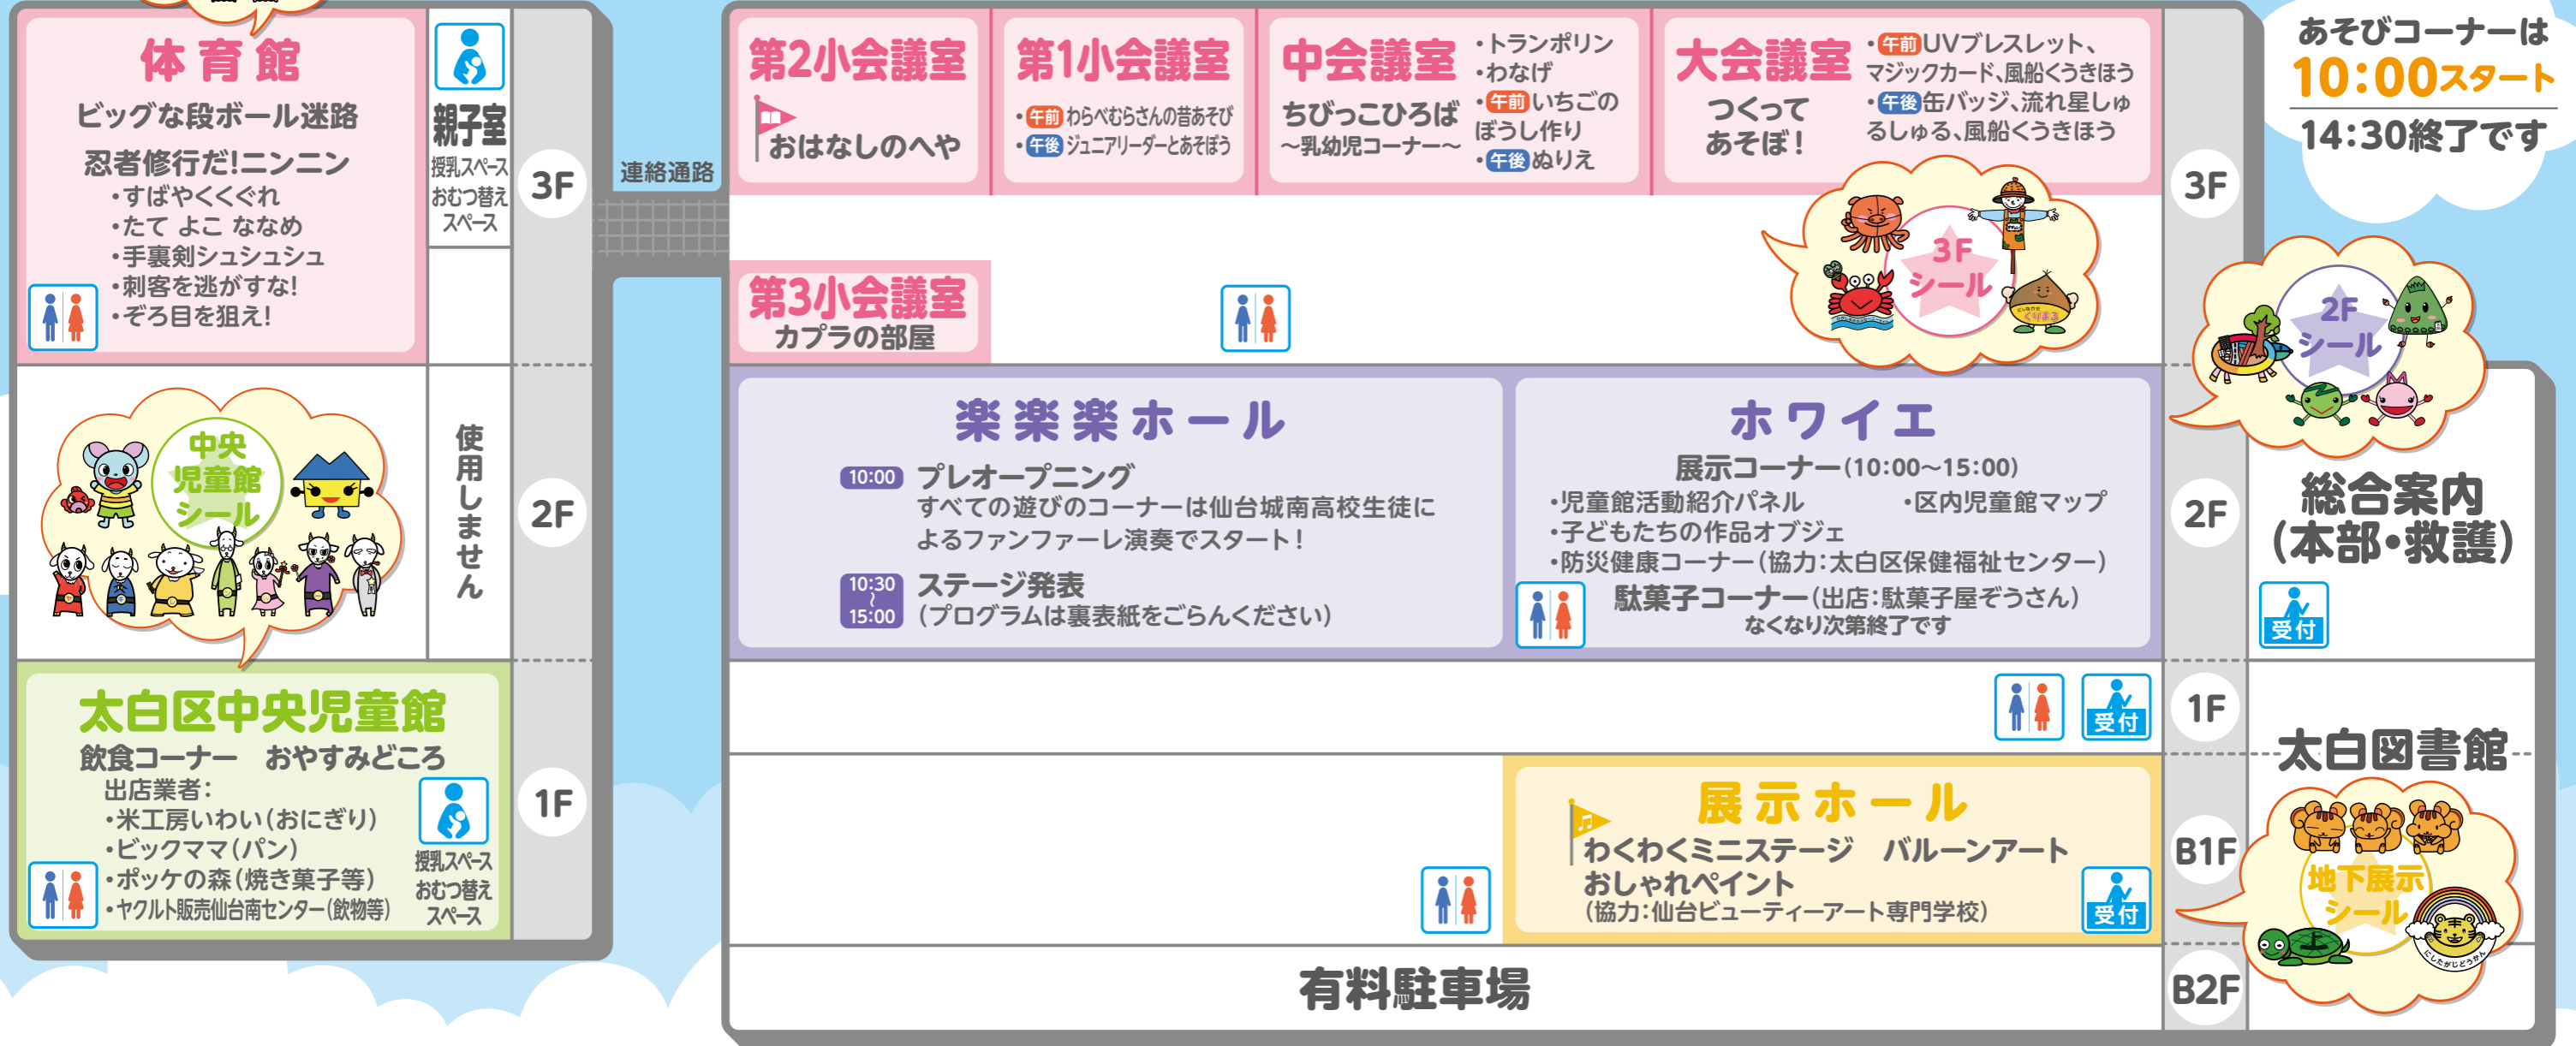 体育館
ビッグな段ボール迷路
忍者修行だ!ニンニン
・すばやくくぐれ
・たて よこ ななめ
・手裏剣シュシュシュ
・刺客を逃がすな!
・ぞろ目を狙え!
親子室
授乳スペース
おむつ替え
スペース
3F
連絡通路
第2小会議室
おはなしのへや
第1小会議室
・午前 わらべむらさんの昔あそび
・午後 ジュニアリーダーとあそぼう
中会議室
ちびっこひろば
～乳幼児コーナー～
・トランポリン
・わなげ
・午前 いちごの
ぼうし作り
・午後 ぬりえ
大会議室
つくって
あそぼ!
・午前 UVブレスレット、
マジックカード、風船くうきほう
・午後 缶バッジ、流れ星しゅ
るしゅる、風船くうきほう
3F
シール
くりまる
3F
あそびコーナーは
10:00スタート
14:30終了です
第3小会議室
カプラの部屋
2F
シール
中央
児童館
シール
使用しません
2F
楽楽楽ホール
10:00 プレオープニング
すべての遊びのコーナーは仙台城南高校生徒に
よるファンファーレ演奏でスタート!
10:30
～
15:00
ステージ発表
(プログラムは裏表紙をごらんください)
ホワイエ
展示コーナー(10:00～15:00)
・児童館活動紹介パネル ・区内児童館マップ
・子どもたちの作品オブジェ
・防災健康コーナー(協力:太白区保健福祉センター)
駄菓子コーナー(出店:駄菓子屋ぞうさん)
なくなり次第終了です
2F
総合案内
(本部・救護)
受付
太白区中央児童館
飲食コーナー おやすみどころ
出店業者:
・米工房いわい(おにぎり)
・ビックママ(パン)
・ポッケの森(焼き菓子等)
・ヤクルト販売仙台南センター(飲物等)
授乳スペース
おむつ替え
スペース
1F
受付
1F
太白図書館
展示ホール
わくわくミニステージ バルーンアート
おしゃれペイント
(協力:仙台ビューティーアート専門学校)
受付
B1F
地下展示
シール
にしたがじどうかん
有料駐車場
B2F